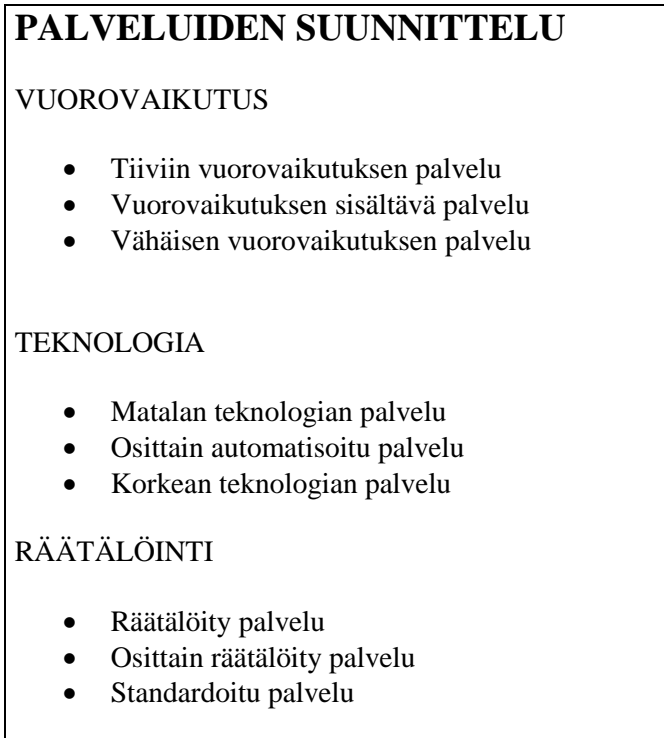 PALVELUIDEN SUUNNITTELU
VUOROVAIKUTUS
• Tiiviin vuorovaikutuksen palvelu
• Vuorovaikutuksen sisältävä palvelu
• Vähäisen vuorovaikutuksen palvelu
TEKNOLOGIA
• Matalan teknologian palvelu
• Osittain automatisoitu palvelu
• Korkean teknologian palvelu
RÄÄTÄLÖINTI
• Räätälöity palvelu
• Osittain räätälöity palvelu
• Standardoitu palvelu